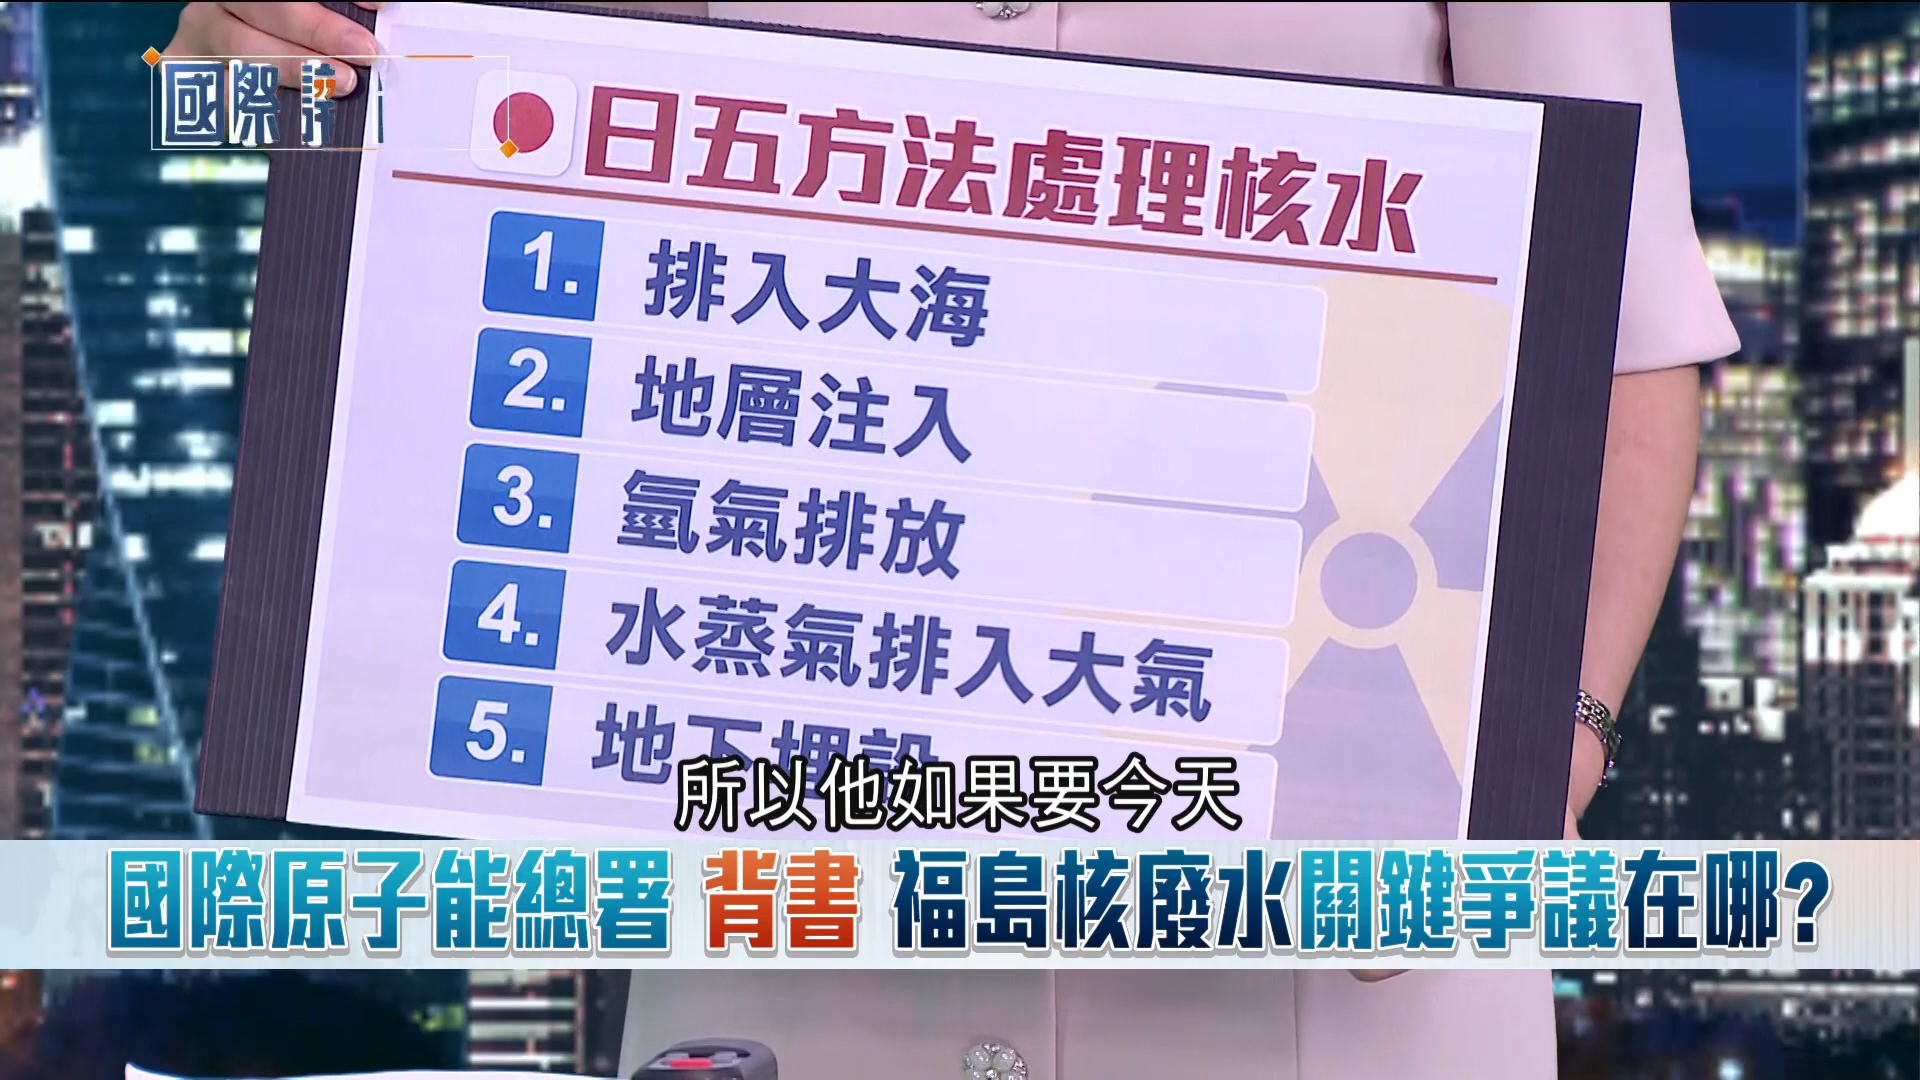 國際
日五方法處理核水
1. 排入大海
2. 地層注入
3. 氫氣排放
4. 水蒸氣排入大氣
5. 地下埋設
所以他如果要今天
國際原子能總署 背書 福島核廢水關鍵爭議在哪?